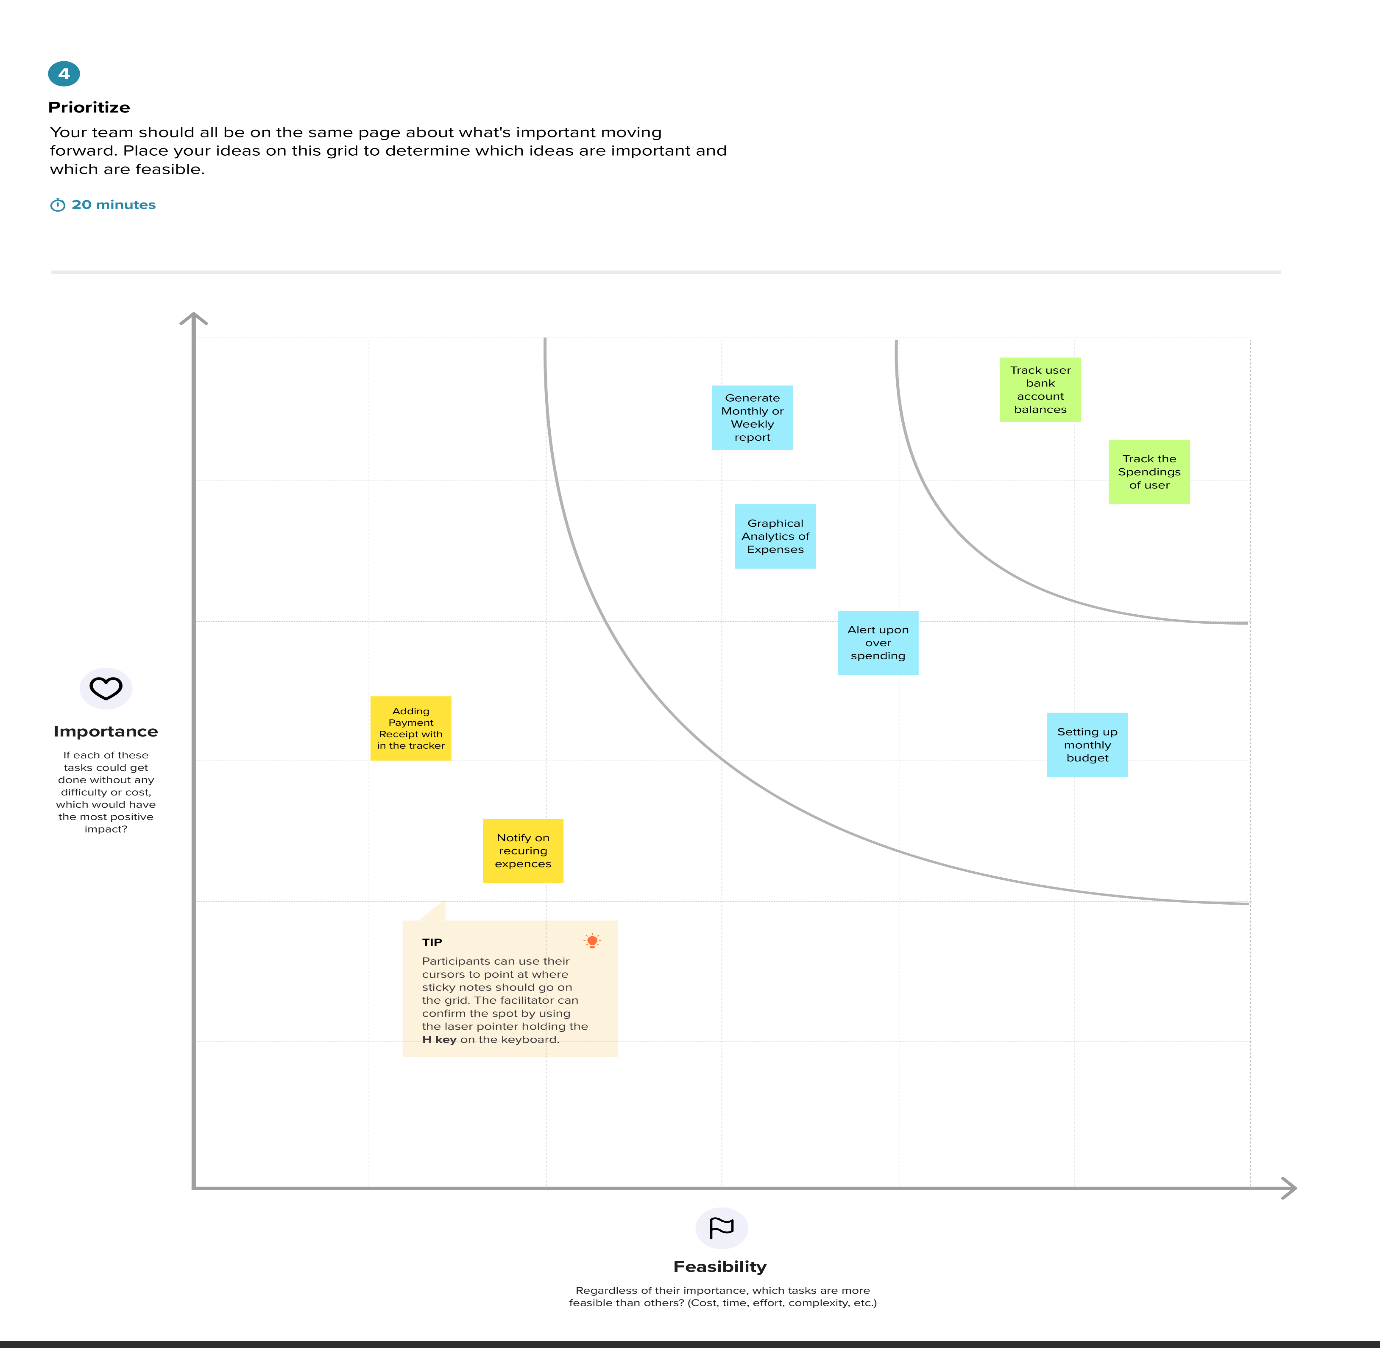 4
Prioritize
Your team should all be on the same page about what's important moving
forward. Place your ideas on this grid to determine which ideas are important and
which are feasible.
20 minutes
Track user
bank
account
balances
Generate
Monthly or
Weekly
report
Track the
Spendings
of user
Graphical
Analytics of
Expenses
Alert upon
over
spending
Adding
Payment
Receipt with
in the tracker
Setting up
monthly
budget
Importance
If each of these
tasks could get
done without any
difficulty or cost,
which would have
the most positive
impact?
Notify on
recuring
expences
TIP
Participants can use their
cursors to point at where
sticky notes should go on
the grid. The facilitator can
confirm the spot by using
the laser pointer holding the
H key on the keyboard.
Feasibility
Regardless of their importance, which tasks are more
feasible than others? (Cost, time, effort, complexity, etc.)